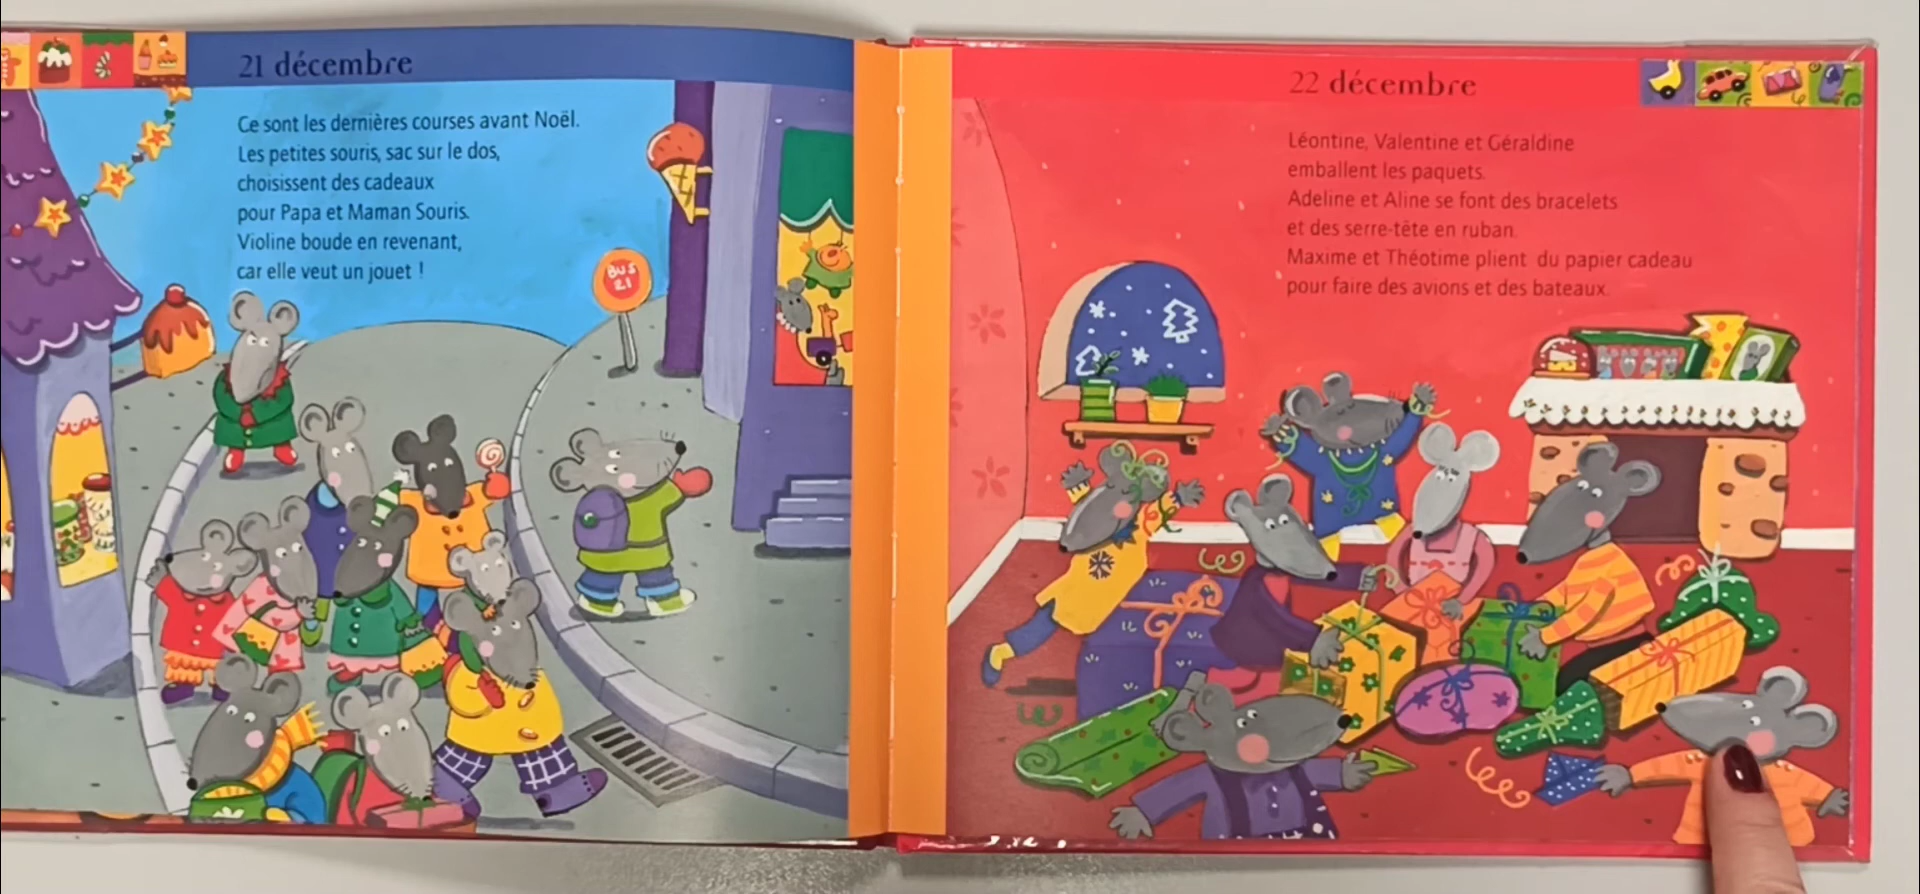 21 décembre
Ce sont les dernières courses avant Noël.
Les petites souris, sac sur le dos,
choisissent des cadeaux
pour Papa et Maman Souris.
Violine boude en revenant,
car elle veut un jouet !
BUS
21
22 décembre
Léontine, Valentine et Géraldine
emballent les paquets.
Adeline et Aline se font des bracelets
et des serre-tête en ruban.
Maxime et Théotime plient du papier cadeau
pour faire des avions et des bateaux.